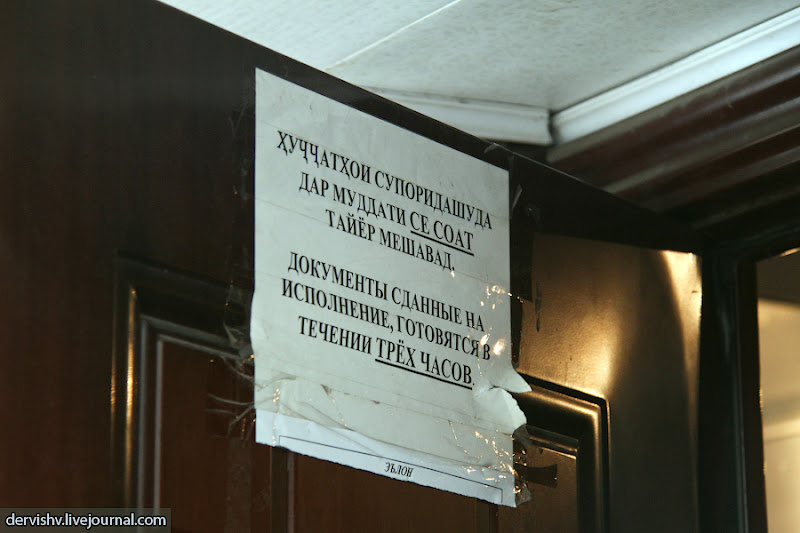 ҲУҶҶАТҲОИ СУПОРИДАШУДА
ДАР МУДДАТИ СЕ СОАТ
ТАЙЁР МЕШАВАД.
ДОКУМЕНТЫ СДАННЫЕ НА
ИСПОЛНЕНИЕ, ГОТОВЯТСЯ В
ТЕЧЕНИИ ТРЁХ ЧАСОВ.
ЭЪЛОН
dervishv.livejournal.com